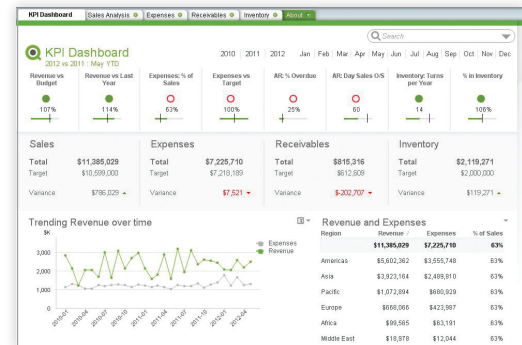 KPI Dashboard Sales Analysis Expenses Receivables Inventory About
Search
KPI Dashboard
2012 vs 2011 : May YTD
2010 2011 2012 Jan Feb Mar Apr May Jun Jul Aug Sep Oct Nov Dec
Revenue vs Budget
107%
Revenue vs Last Year
114%
Expenses: % of Sales
63%
Expenses vs Target
100%
AR: % Overdue
25%
AR: Day Sales O/S
60
Inventory: Turns per Year
14
% in Inventory
106%
Sales
Total $11,385,029
Target $10,599,000
Variance $786,029
Expenses
Total $7,225,710
Target $7,218,189
Variance $7,521
Receivables
Total $815,316
Target $612,609
Variance $-202,707
Inventory
Total $2,119,271
Target $2,000,000
Variance $119,271
Trending Revenue over time
$K
3,000
2,000
1,000
0
2010-01 2010-04 2010-07 2010-10 2011-01 2011-04 2011-07 2011-10 2012-01 2012-04
Expenses
Revenue
Revenue and Expenses
Region Revenue / Expenses % of Sales
$11,385,029 $7,225,710 63%
Americas $5,602,362 $3,555,748 63%
Asia $3,923,164 $2,489,810 63%
Pacific $1,072,894 $680,929 63%
Europe $668,066 $423,987 63%
Africa $99,565 $63,191 63%
Middle East $18,978 $12,044 63%